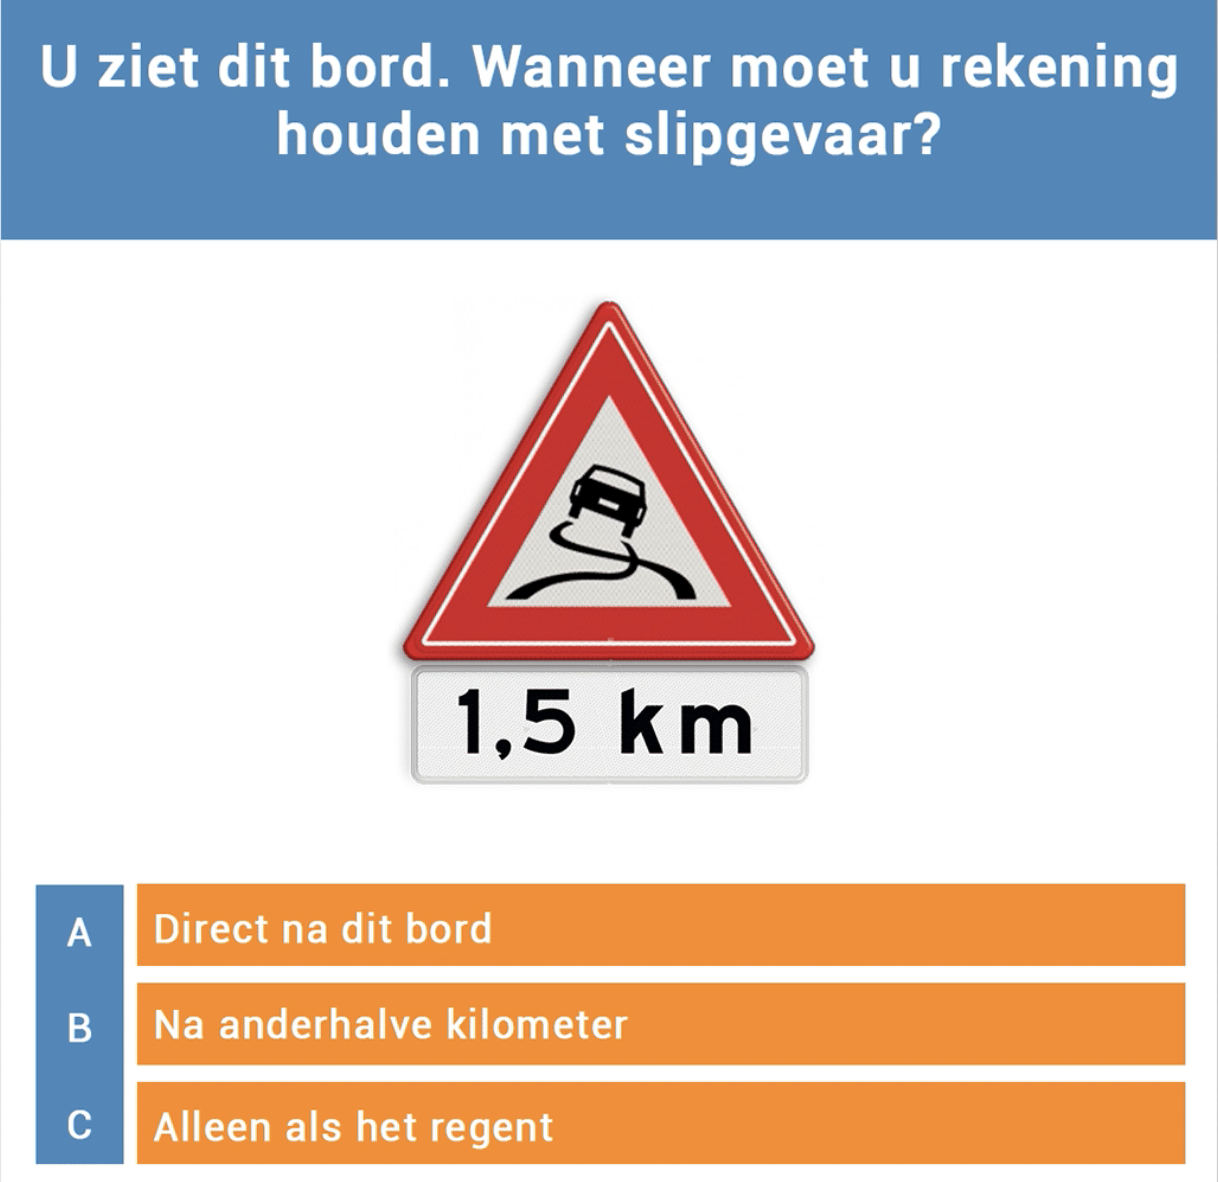 U ziet dit bord. Wanneer moet u rekening
houden met slipgevaar?
1,5 km
A
Direct na dit bord
B
Na anderhalve kilometer
C
Alleen als het regent